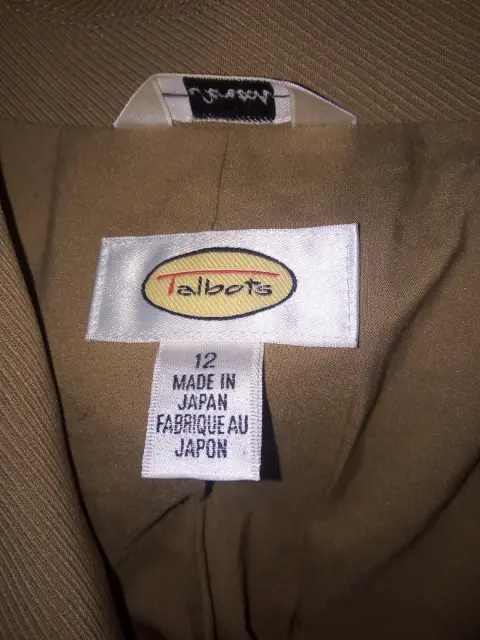 Talbots
12
MADE IN
JAPAN
FABRIQUE AU
JAPON